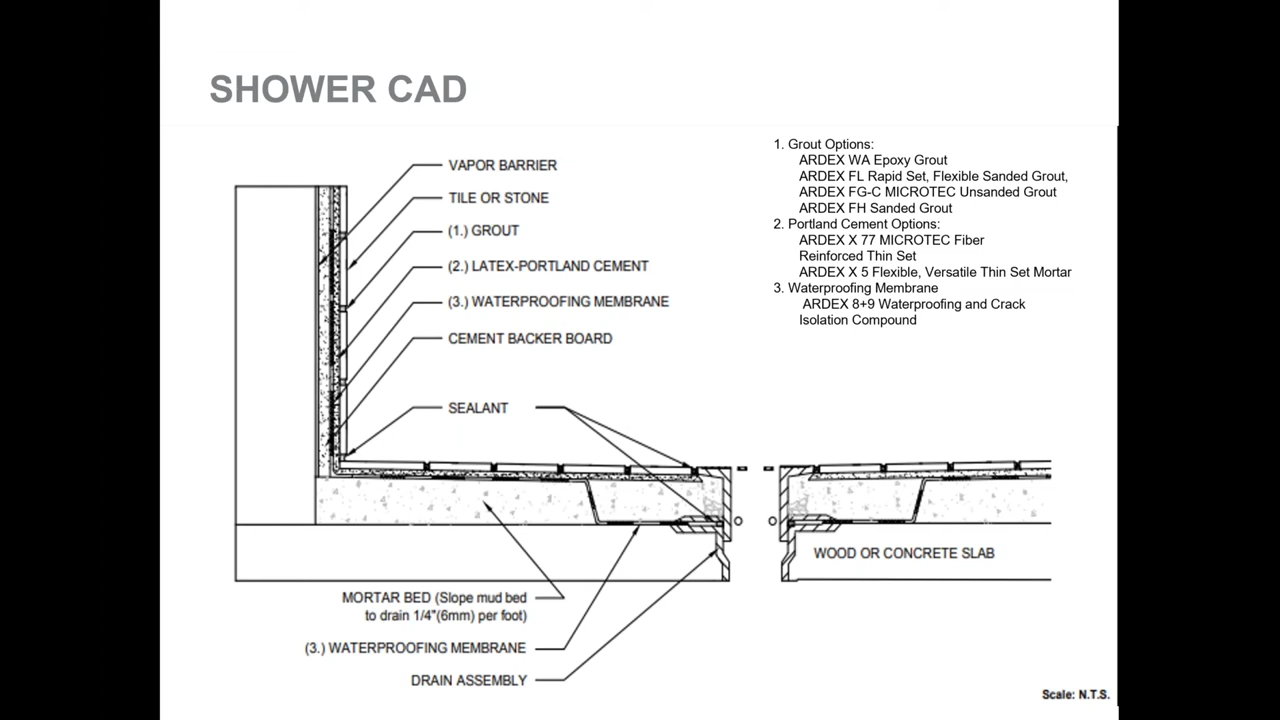 SHOWER CAD
1. Grout Options:
ARDEX WA Epoxy Grout
ARDEX FL Rapid Set, Flexible Sanded Grout,
ARDEX FG-C MICROTEC Unsanded Grout
ARDEX FH Sanded Grout
2. Portland Cement Options:
ARDEX X 77 MICROTEC Fiber
Reinforced Thin Set
ARDEX X 5 Flexible, Versatile Thin Set Mortar
3. Waterproofing Membrane
ARDEX 8+9 Waterproofing and Crack
Isolation Compound
VAPOR BARRIER
TILE OR STONE
(1.) GROUT
(2.) LATEX-PORTLAND CEMENT
(3.) WATERPROOFING MEMBRANE
CEMENT BACKER BOARD
SEALANT
WOOD OR CONCRETE SLAB
MORTAR BED (Slope mud bed
to drain 1/4"(6mm) per foot)
(3.) WATERPROOFING MEMBRANE
DRAIN ASSEMBLY
Scale: N.T.S.